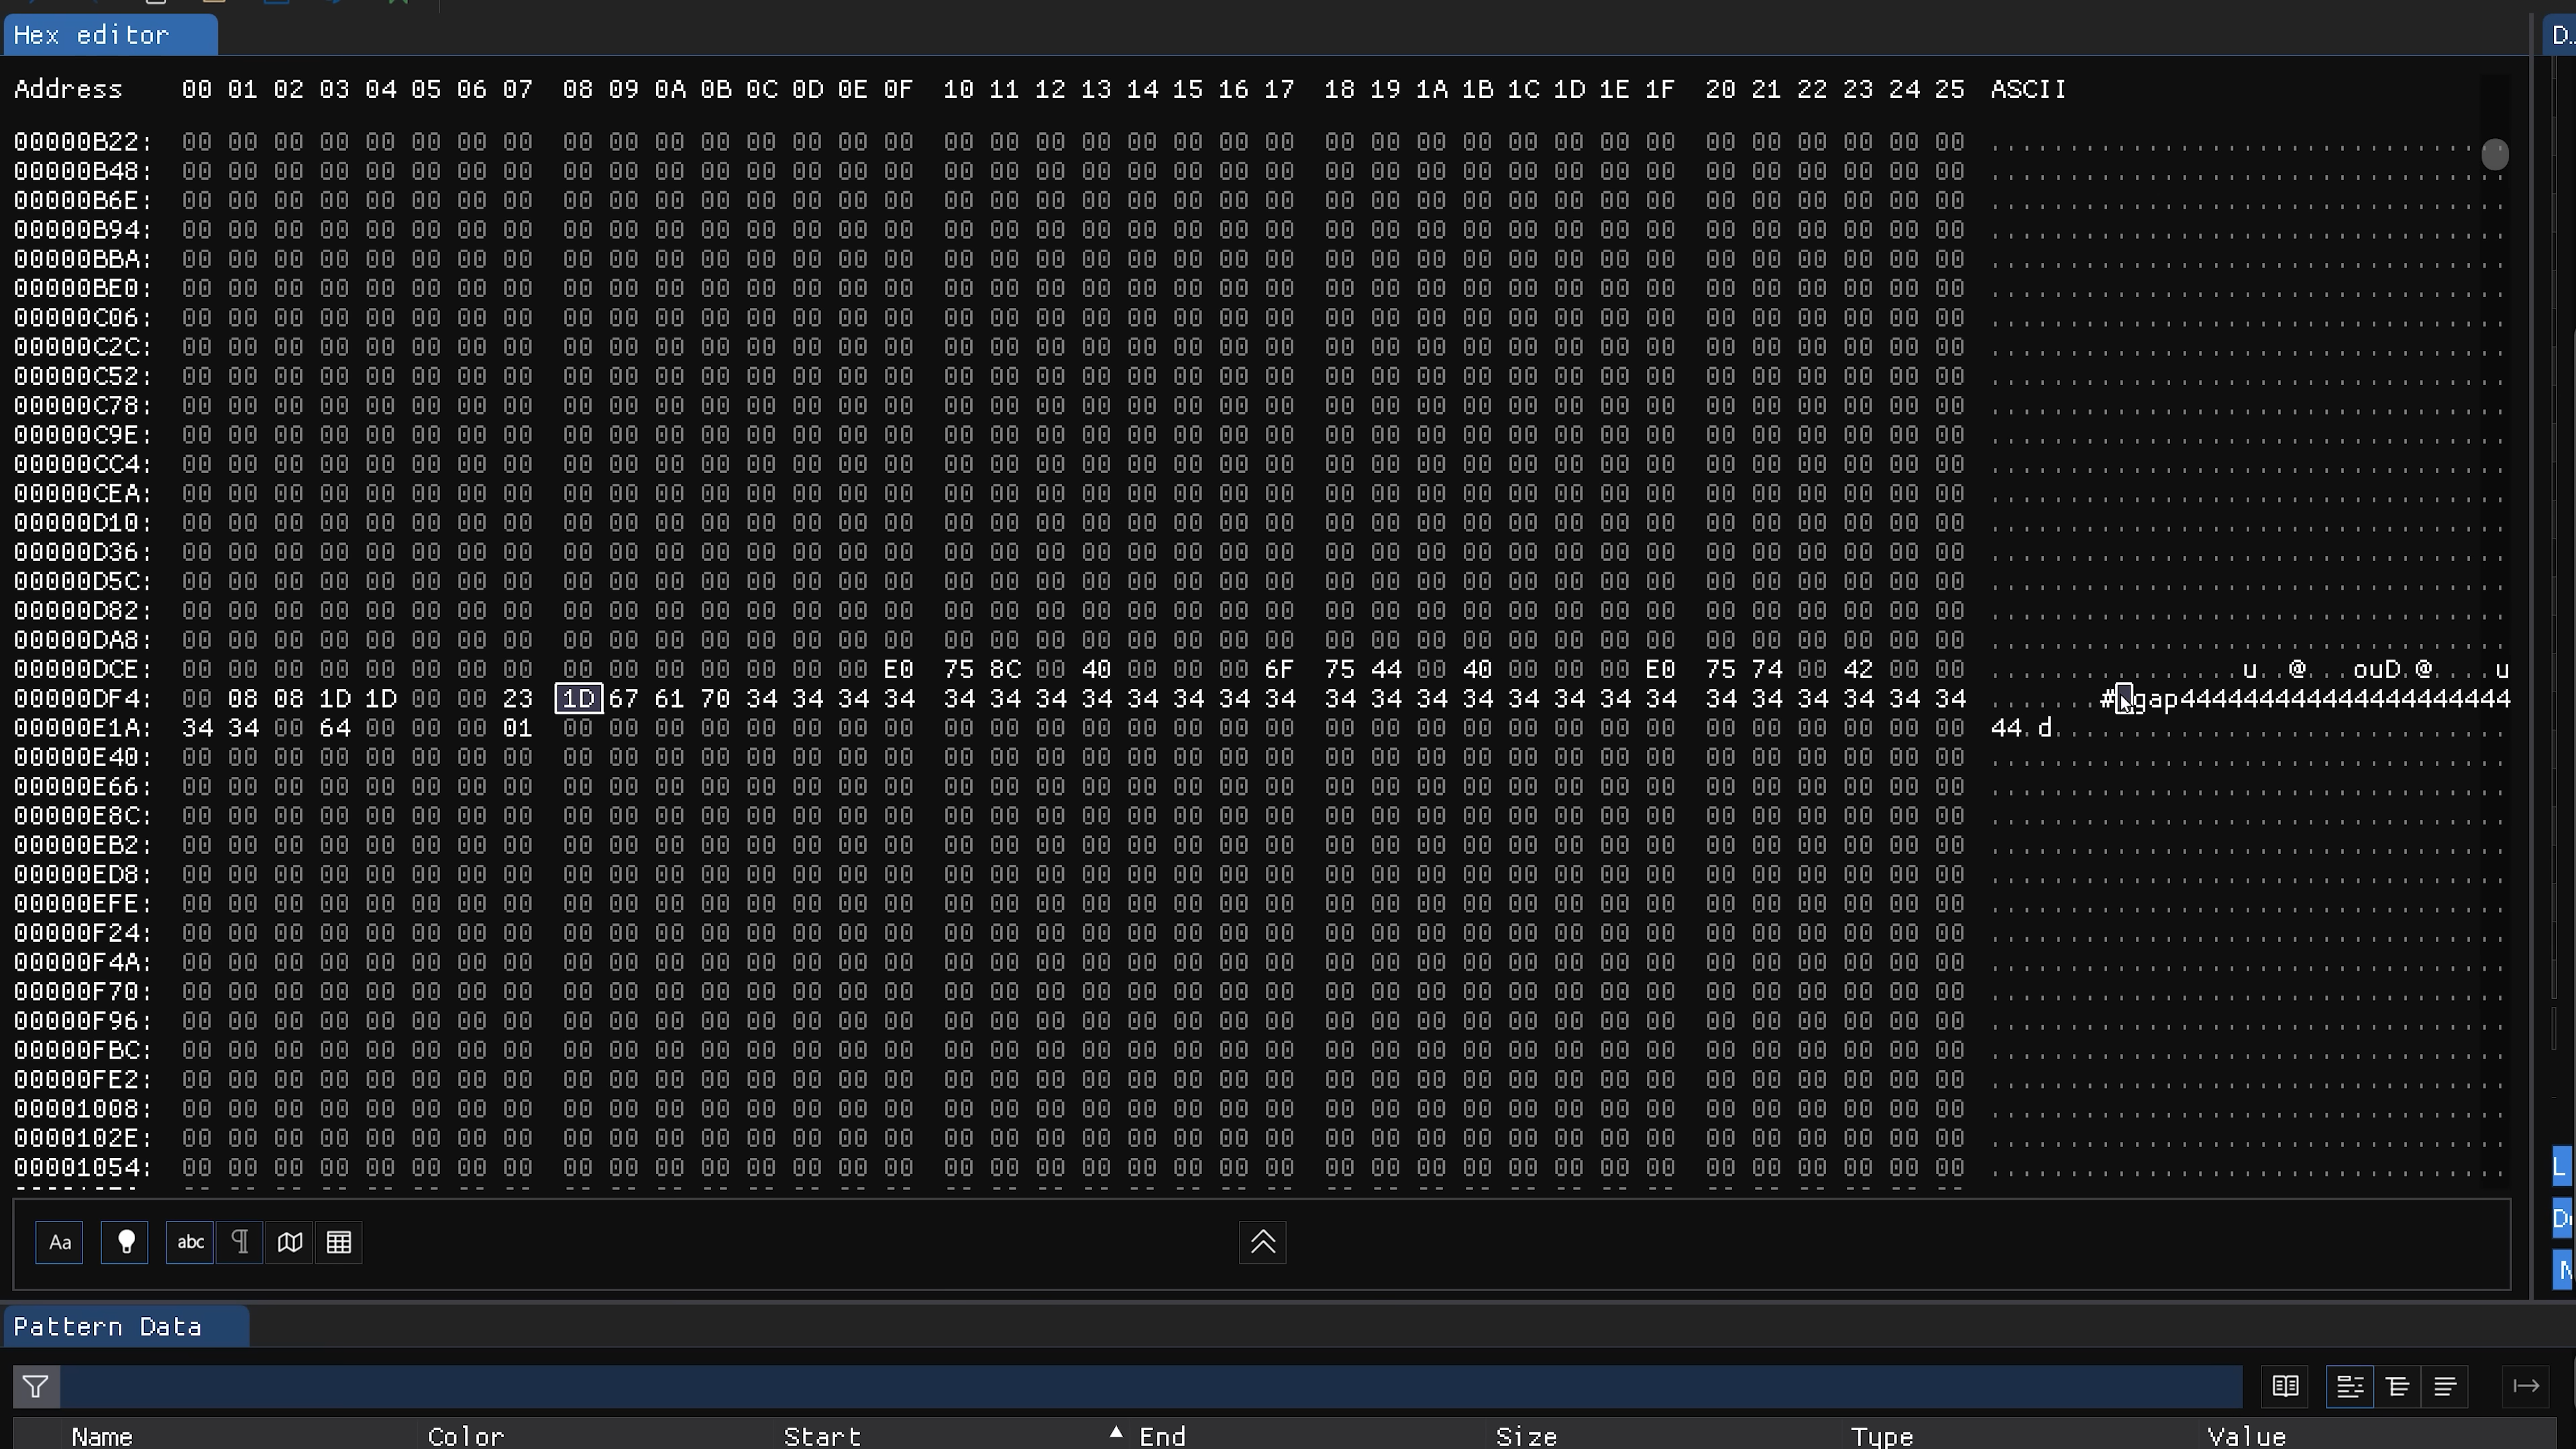 Hex editor
D..
Address 00 01 02 03 04 05 06 07 08 09 0A 0B 0C 0D 0E 0F 10 11 12 13 14 15 16 17 18 19 1A 1B 1C 1D 1E 1F 20 21 22 23 24 25 ASCII
00000B22: 00 00 00 00 00 00 00 00 00 00 00 00 00 00 00 00 00 00 00 00 00 00 00 00 00 00 00 00 00 00 00 00 00 00 00 00 00 00 ......................................
00000B48: 00 00 00 00 00 00 00 00 00 00 00 00 00 00 00 00 00 00 00 00 00 00 00 00 00 00 00 00 00 00 00 00 00 00 00 00 00 00 ......................................
00000B6E: 00 00 00 00 00 00 00 00 00 00 00 00 00 00 00 00 00 00 00 00 00 00 00 00 00 00 00 00 00 00 00 00 00 00 00 00 00 00 ......................................
00000B94: 00 00 00 00 00 00 00 00 00 00 00 00 00 00 00 00 00 00 00 00 00 00 00 00 00 00 00 00 00 00 00 00 00 00 00 00 00 00 ......................................
00000BBA: 00 00 00 00 00 00 00 00 00 00 00 00 00 00 00 00 00 00 00 00 00 00 00 00 00 00 00 00 00 00 00 00 00 00 00 00 00 00 ......................................
00000BE0: 00 00 00 00 00 00 00 00 00 00 00 00 00 00 00 00 00 00 00 00 00 00 00 00 00 00 00 00 00 00 00 00 00 00 00 00 00 00 ......................................
00000C06: 00 00 00 00 00 00 00 00 00 00 00 00 00 00 00 00 00 00 00 00 00 00 00 00 00 00 00 00 00 00 00 00 00 00 00 00 00 00 ......................................
00000C2C: 00 00 00 00 00 00 00 00 00 00 00 00 00 00 00 00 00 00 00 00 00 00 00 00 00 00 00 00 00 00 00 00 00 00 00 00 00 00 ......................................
00000C52: 00 00 00 00 00 00 00 00 00 00 00 00 00 00 00 00 00 00 00 00 00 00 00 00 00 00 00 00 00 00 00 00 00 00 00 00 00 00 ......................................
00000C78: 00 00 00 00 00 00 00 00 00 00 00 00 00 00 00 00 00 00 00 00 00 00 00 00 00 00 00 00 00 00 00 00 00 00 00 00 00 00 ......................................
00000C9E: 00 00 00 00 00 00 00 00 00 00 00 00 00 00 00 00 00 00 00 00 00 00 00 00 00 00 00 00 00 00 00 00 00 00 00 00 00 00 ......................................
00000CC4: 00 00 00 00 00 00 00 00 00 00 00 00 00 00 00 00 00 00 00 00 00 00 00 00 00 00 00 00 00 00 00 00 00 00 00 00 00 00 ......................................
00000CEA: 00 00 00 00 00 00 00 00 00 00 00 00 00 00 00 00 00 00 00 00 00 00 00 00 00 00 00 00 00 00 00 00 00 00 00 00 00 00 ......................................
00000D10: 00 00 00 00 00 00 00 00 00 00 00 00 00 00 00 00 00 00 00 00 00 00 00 00 00 00 00 00 00 00 00 00 00 00 00 00 00 00 ......................................
00000D36: 00 00 00 00 00 00 00 00 00 00 00 00 00 00 00 00 00 00 00 00 00 00 00 00 00 00 00 00 00 00 00 00 00 00 00 00 00 00 ......................................
00000D5C: 00 00 00 00 00 00 00 00 00 00 00 00 00 00 00 00 00 00 00 00 00 00 00 00 00 00 00 00 00 00 00 00 00 00 00 00 00 00 ......................................
00000D82: 00 00 00 00 00 00 00 00 00 00 00 00 00 00 00 00 00 00 00 00 00 00 00 00 00 00 00 00 00 00 00 00 00 00 00 00 00 00 ......................................
00000DA8: 00 00 00 00 00 00 00 00 00 00 00 00 00 00 00 00 00 00 00 00 00 00 00 00 00 00 00 00 00 00 00 00 00 00 00 00 00 00 ......................................
00000DCE: 00 00 00 00 00 00 00 00 00 00 00 00 00 00 00 E0 75 8C 00 40 00 00 00 6F 75 44 00 40 00 00 00 E0 75 74 00 42 00 00 ................u..@...ouD.@....u
00000DF4: 00 08 08 1D 1D 00 00 23 1D 67 61 70 34 34 34 34 34 34 34 34 34 34 34 34 34 34 34 34 34 34 34 34 34 34 34 34 34 34 .......#.gap444444444444444444444
00000E1A: 34 34 00 64 00 00 00 01 00 00 00 00 00 00 00 00 00 00 00 00 00 00 00 00 00 00 00 00 00 00 00 00 00 00 00 00 00 00 44.d..................................
00000E40: 00 00 00 00 00 00 00 00 00 00 00 00 00 00 00 00 00 00 00 00 00 00 00 00 00 00 00 00 00 00 00 00 00 00 00 00 00 00 ......................................
00000E66: 00 00 00 00 00 00 00 00 00 00 00 00 00 00 00 00 00 00 00 00 00 00 00 00 00 00 00 00 00 00 00 00 00 00 00 00 00 00 ......................................
00000E8C: 00 00 00 00 00 00 00 00 00 00 00 00 00 00 00 00 00 00 00 00 00 00 00 00 00 00 00 00 00 00 00 00 00 00 00 00 00 00 ......................................
00000EB2: 00 00 00 00 00 00 00 00 00 00 00 00 00 00 00 00 00 00 00 00 00 00 00 00 00 00 00 00 00 00 00 00 00 00 00 00 00 00 ......................................
00000ED8: 00 00 00 00 00 00 00 00 00 00 00 00 00 00 00 00 00 00 00 00 00 00 00 00 00 00 00 00 00 00 00 00 00 00 00 00 00 00 ......................................
00000EFE: 00 00 00 00 00 00 00 00 00 00 00 00 00 00 00 00 00 00 00 00 00 00 00 00 00 00 00 00 00 00 00 00 00 00 00 00 00 00 ......................................
00000F24: 00 00 00 00 00 00 00 00 00 00 00 00 00 00 00 00 00 00 00 00 00 00 00 00 00 00 00 00 00 00 00 00 00 00 00 00 00 00 ......................................
00000F4A: 00 00 00 00 00 00 00 00 00 00 00 00 00 00 00 00 00 00 00 00 00 00 00 00 00 00 00 00 00 00 00 00 00 00 00 00 00 00 ......................................
00000F70: 00 00 00 00 00 00 00 00 00 00 00 00 00 00 00 00 00 00 00 00 00 00 00 00 00 00 00 00 00 00 00 00 00 00 00 00 00 00 ......................................
00000F96: 00 00 00 00 00 00 00 00 00 00 00 00 00 00 00 00 00 00 00 00 00 00 00 00 00 00 00 00 00 00 00 00 00 00 00 00 00 00 ......................................
00000FBC: 00 00 00 00 00 00 00 00 00 00 00 00 00 00 00 00 00 00 00 00 00 00 00 00 00 00 00 00 00 00 00 00 00 00 00 00 00 00 ......................................
00000FE2: 00 00 00 00 00 00 00 00 00 00 00 00 00 00 00 00 00 00 00 00 00 00 00 00 00 00 00 00 00 00 00 00 00 00 00 00 00 00 ......................................
00001008: 00 00 00 00 00 00 00 00 00 00 00 00 00 00 00 00 00 00 00 00 00 00 00 00 00 00 00 00 00 00 00 00 00 00 00 00 00 00 ......................................
0000102E: 00 00 00 00 00 00 00 00 00 00 00 00 00 00 00 00 00 00 00 00 00 00 00 00 00 00 00 00 00 00 00 00 00 00 00 00 00 00 ......................................
00001054: 00 00 00 00 00 00 00 00 00 00 00 00 00 00 00 00 00 00 00 00 00 00 00 00 00 00 00 00 00 00 00 00 00 00 00 00 00 00 ......................................
L
Aa abc
Pattern Data
Name Color Start End Size Type Value